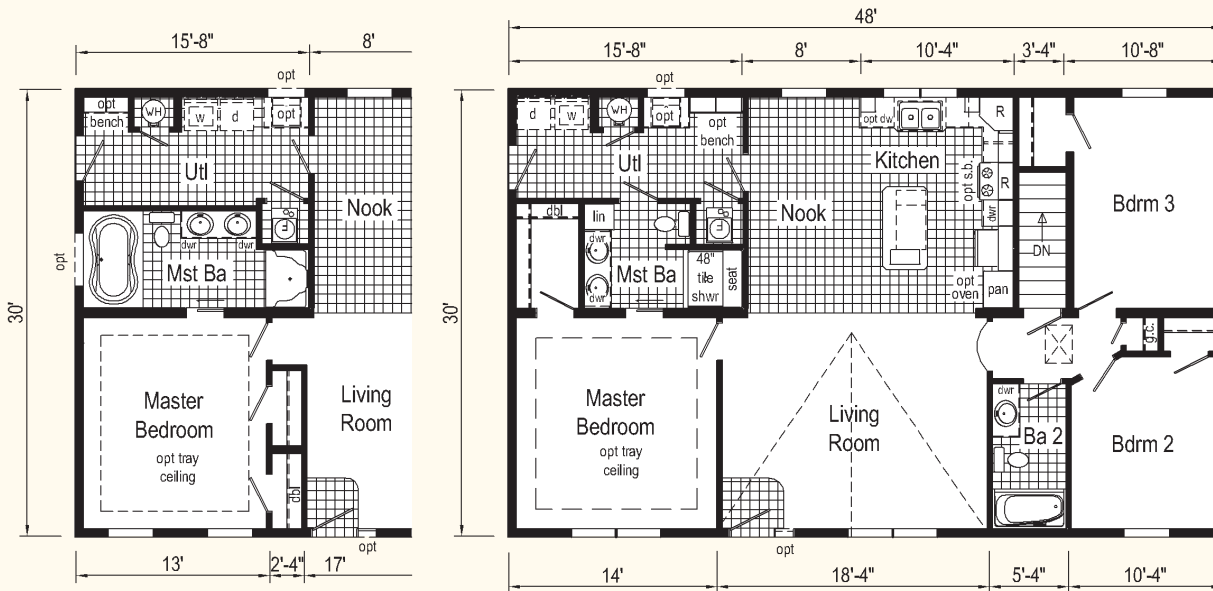 15'-8"
8'
opt
30'
opt
bench
WH
w
d
opt
Utl
Nook
dwr
dwr
opt
Mst Ba
Master
Bedroom
opt tray
ceiling
Living
Room
dbl
opt
13'
2'-4"
17'
48'
15'-8"
8'
10'-4"
3'-4"
10'-8"
opt
30'
d
w
WH
opt
opt
bench
Utl
opt dw
R
Kitchen
opt s.b.
R
dwr
Nook
dbl
lin
dwr
dwr
Mst Ba
48"
tile
shwr
seat
opt
oven
pan
DN
Bdrm 3
g.c.
Master
Bedroom
opt tray
ceiling
Living
Room
dwr
Ba 2
Bdrm 2
opt
14'
18'-4"
5'-4"
10'-4"